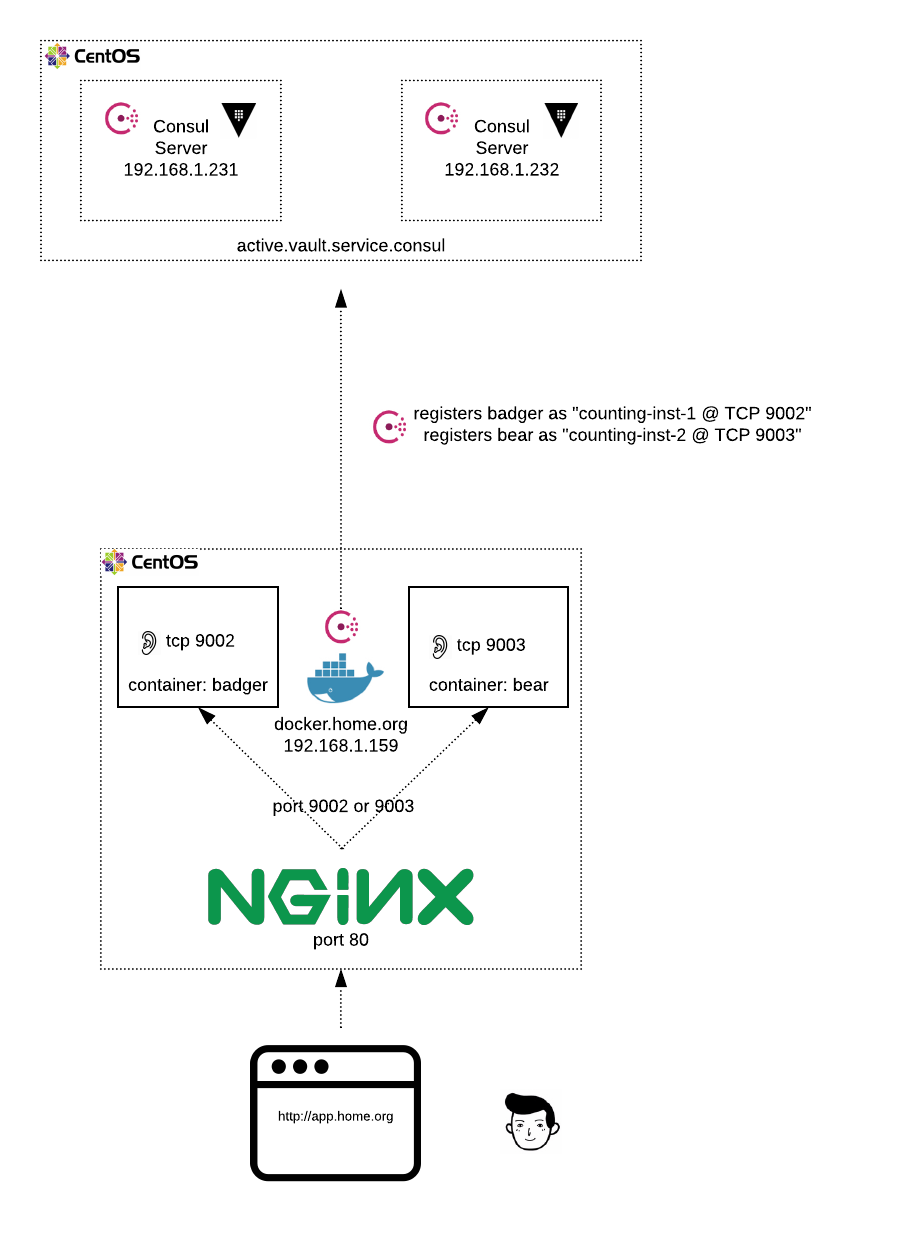 CentOS
Consul
Server
192.168.1.231
Consul
Server
192.168.1.232
active.vault.service.consul
registers badger as "counting-inst-1 @ TCP 9002"
registers bear as "counting-inst-2 @ TCP 9003"
CentOS
tcp 9002
container: badger
tcp 9003
container: bear
docker.home.org
192.168.1.159
port 9002 or 9003
NGINX
port 80
http://app.home.org